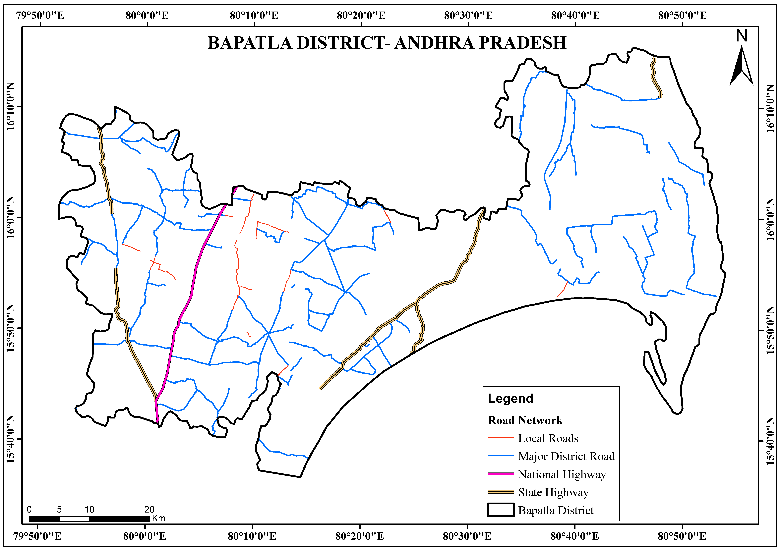 79°50'0"E 80°0'0"E 80°10'0"E 80°20'0"E 80°30'0"E 80°40'0"E 80°50'0"E
BAPATLA DISTRICT- ANDHRA PRADESH
N
16°10'0"N 16°10'0"N
16°0'0"N 16°0'0"N
15°50'0"N 15°50'0"N
15°40'0"N 15°40'0"N
Legend
Road Network
Local Roads
Major District Road
National Highway
State Highway
Bapatla District
0 5 10 20
Km
79°50'0"E 80°0'0"E 80°10'0"E 80°20'0"E 80°30'0"E 80°40'0"E 80°50'0"E